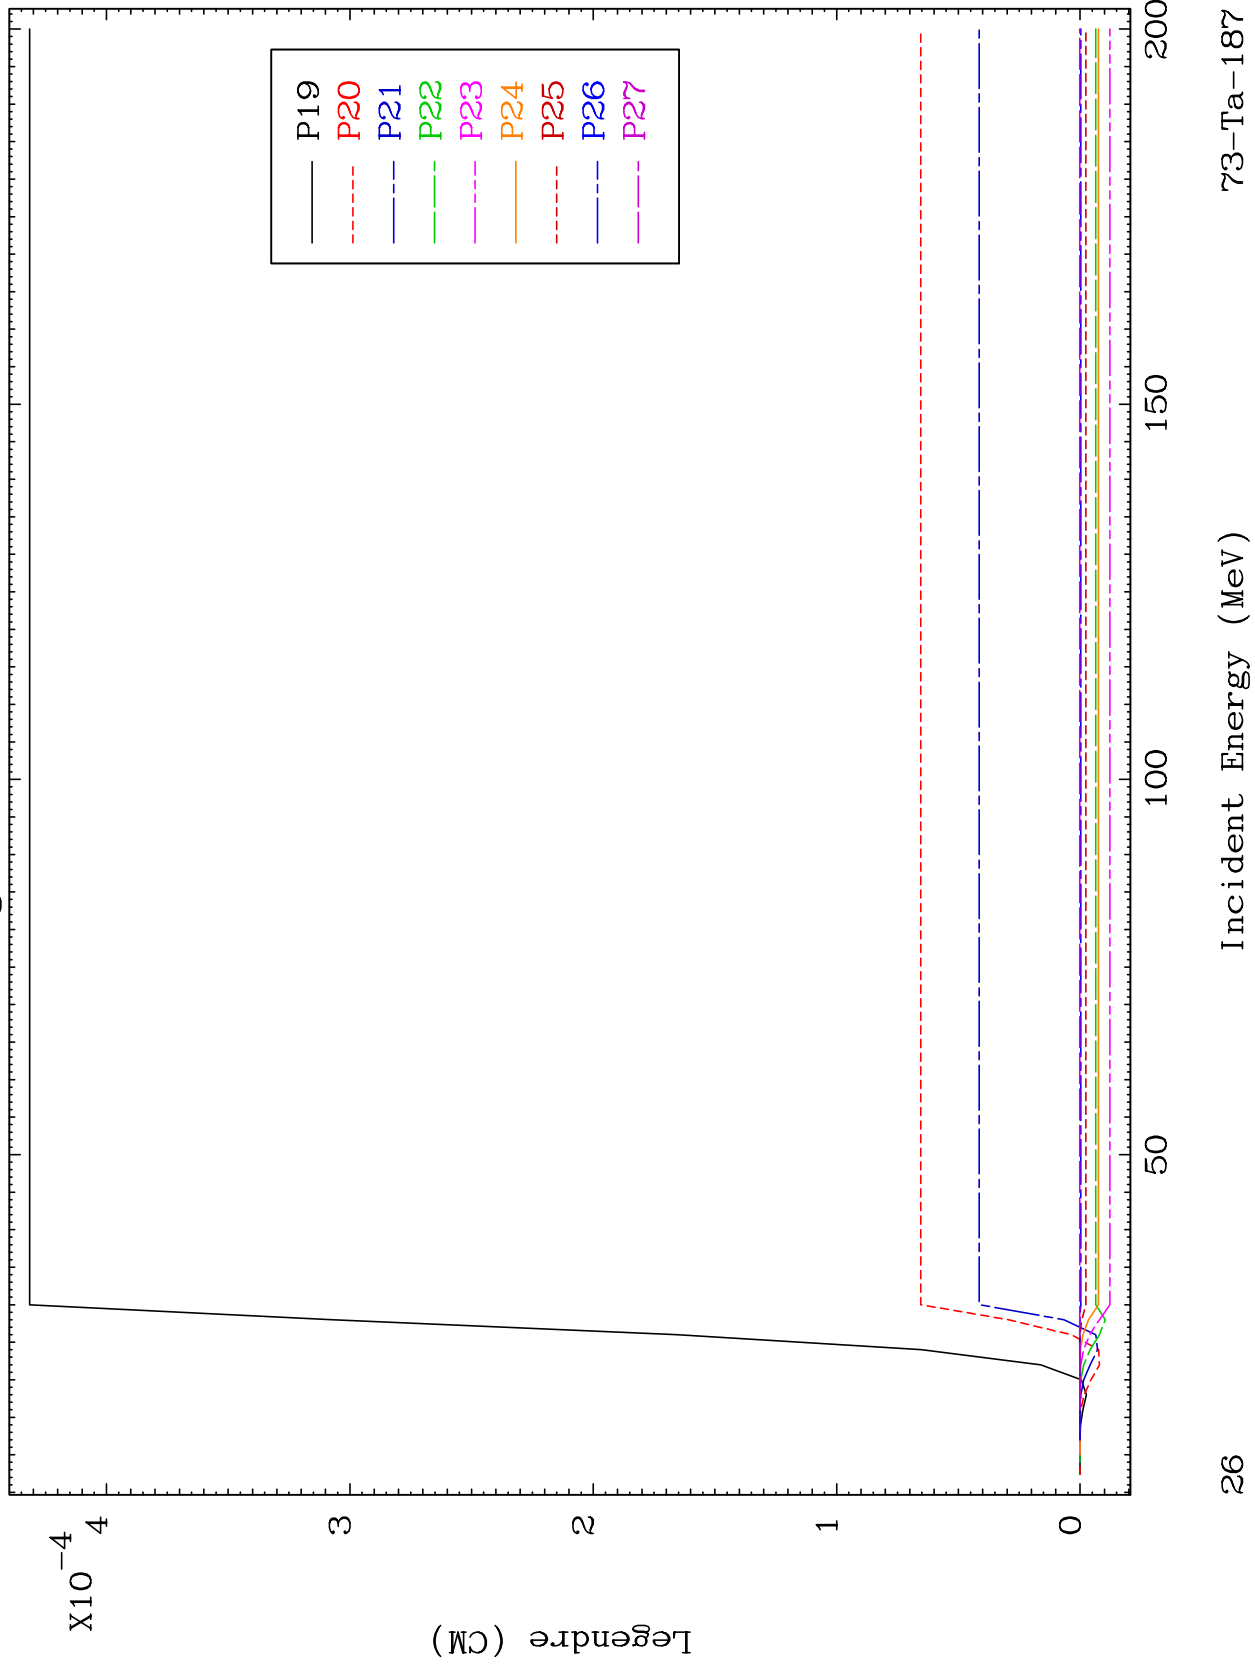 X10-4
4
3
2
1
0
Legendre (CM)
P19
P20
P21
P22
P23
P24
P25
P26
P27
50
100
150
200
Incident Energy (MeV)
26
73-Ta-187